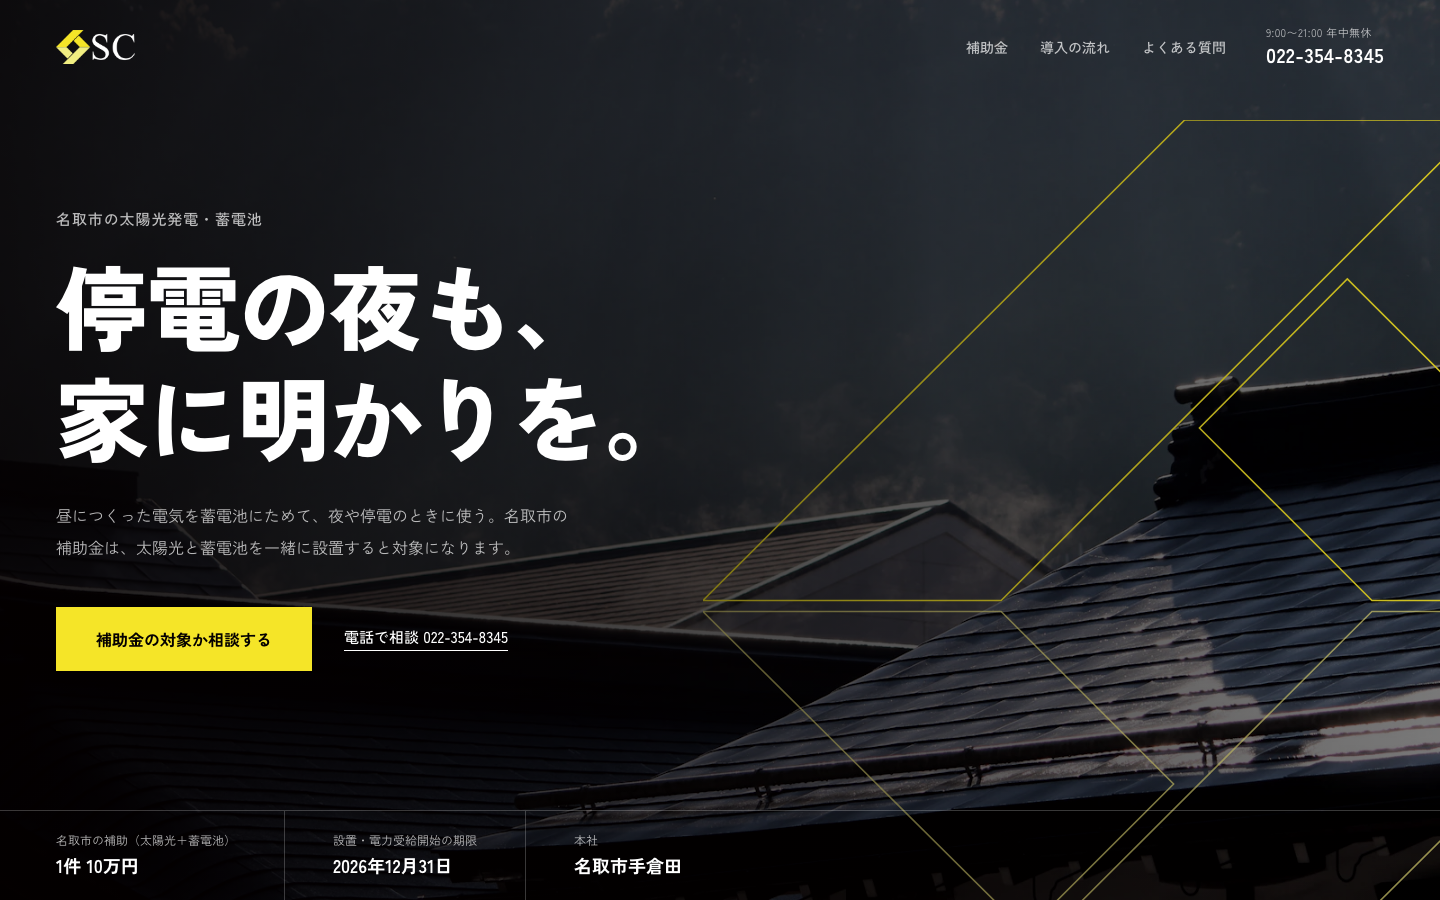 SC
補助金
導入の流れ
よくある質問
9:00〜21:00 年中無休
022-354-8345
名取市の太陽光発電・蓄電池
停電の夜も、
家に明かりを。
昼につくった電気を蓄電池にためて、夜や停電のときに使う。名取市の
補助金は、太陽光と蓄電池を一緒に設置すると対象になります。
補助金の対象か相談する
電話で相談 022-354-8345
名取市の補助（太陽光＋蓄電池）
1件 10万円
設置・電力受給開始の期限
2026年12月31日
本社
名取市手倉田